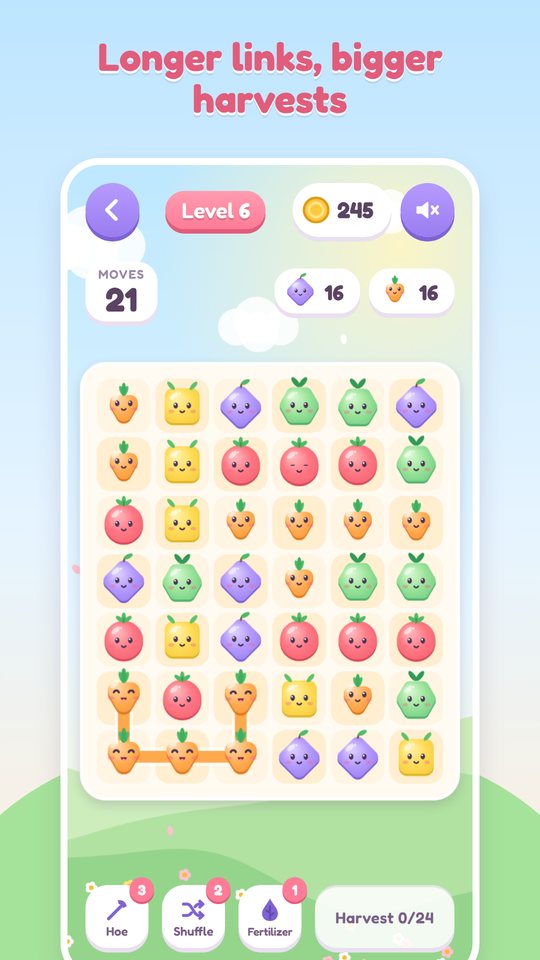 Longer links, bigger
harvests
Level 6
245
MOVES
21
16
16
3
2
1
Hoe
Shuffle
Fertilizer
Harvest 0/24